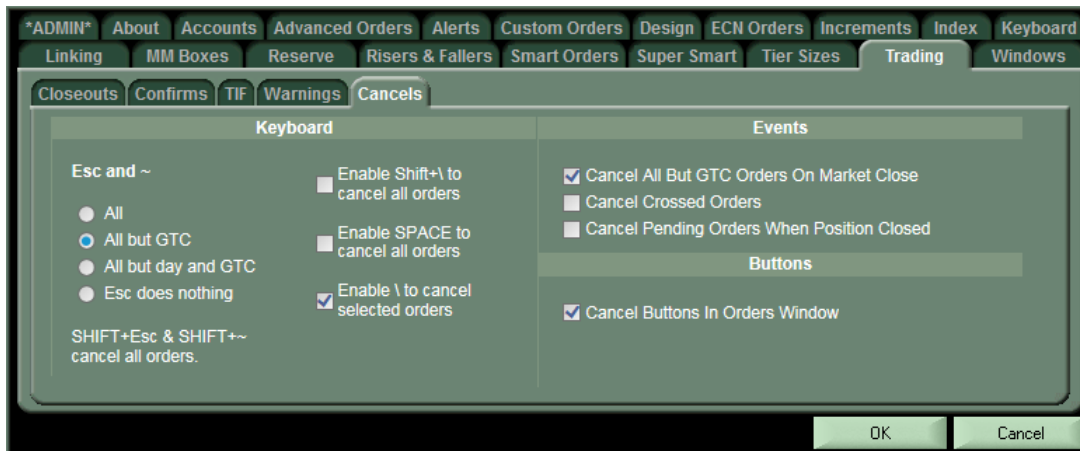 *ADMIN* About Accounts Advanced Orders Alerts Custom Orders Design ECN Orders Increments Index Keyboard
Linking MM Boxes Reserve Risers & Fallers Smart Orders Super Smart Tier Sizes Trading Windows
Closeouts Confirms TIF Warnings Cancels
Keyboard
Esc and ~
All
All but GTC
All but day and GTC
Esc does nothing
SHIFT+Esc & SHIFT+~
cancel all orders.
Enable Shift+\ to
cancel all orders
Enable SPACE to
cancel all orders
Enable \ to cancel
selected orders
Events
Cancel All But GTC Orders On Market Close
Cancel Crossed Orders
Cancel Pending Orders When Position Closed
Buttons
Cancel Buttons In Orders Window
OK Cancel